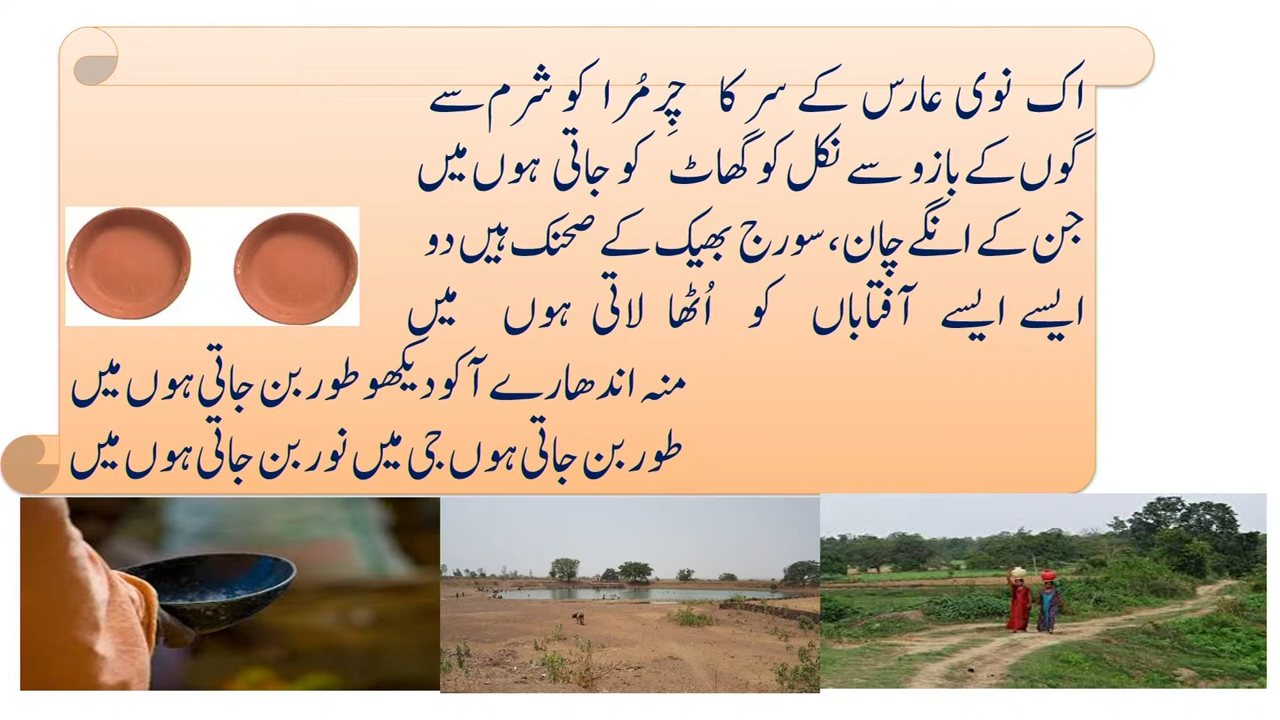 اک نوی عارس کے سر کا چِرمُرا کو شرم سے
گوں کے بازو سے نکل کو گھاٹ کو جاتی ہوں میں
جن کے انگے چان، سورج بھیک کے صحنک ہیں دو
ایسے ایسے آفتاباں کو اُٹھا لاتی ہوں میں
منہ اندھارے آ کو دیکھو طور بن جاتی ہوں میں
طور بن جاتی ہوں جی میں نور بن جاتی ہوں میں